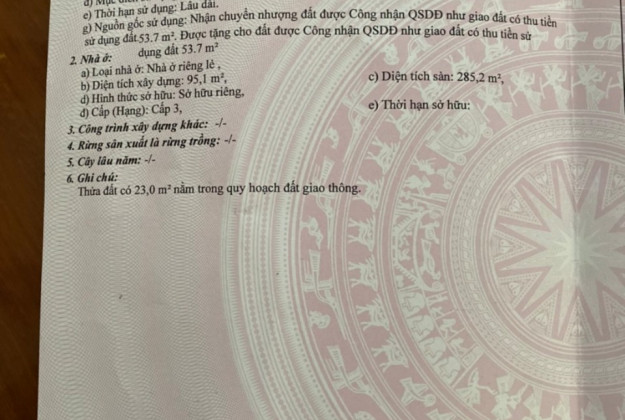 e) Thời hạn sử dụng: Lâu dài.
g) Nguồn gốc sử dụng: Nhận chuyển nhượng đất được Công nhận QSDĐ như giao đất có thu tiền
sử dụng đất 53.7 m². Được tặng cho đất được Công nhận QSDĐ như giao đất có thu tiền sử
dụng đất 53.7 m²
2. Nhà ở:
a) Loại nhà ở: Nhà ở riêng lẻ ,
b) Diện tích xây dựng: 95,1 m²,
c) Diện tích sàn: 285,2 m²,
d) Hình thức sở hữu: Sở hữu riêng,
đ) Cấp (Hạng): Cấp 3,
e) Thời hạn sở hữu:
3. Công trình xây dựng khác: -/-
4. Rừng sản xuất là rừng trồng: -/-
5. Cây lâu năm: -/-
6. Ghi chú:
Thửa đất có 23,0 m² nằm trong quy hoạch đất giao thông.